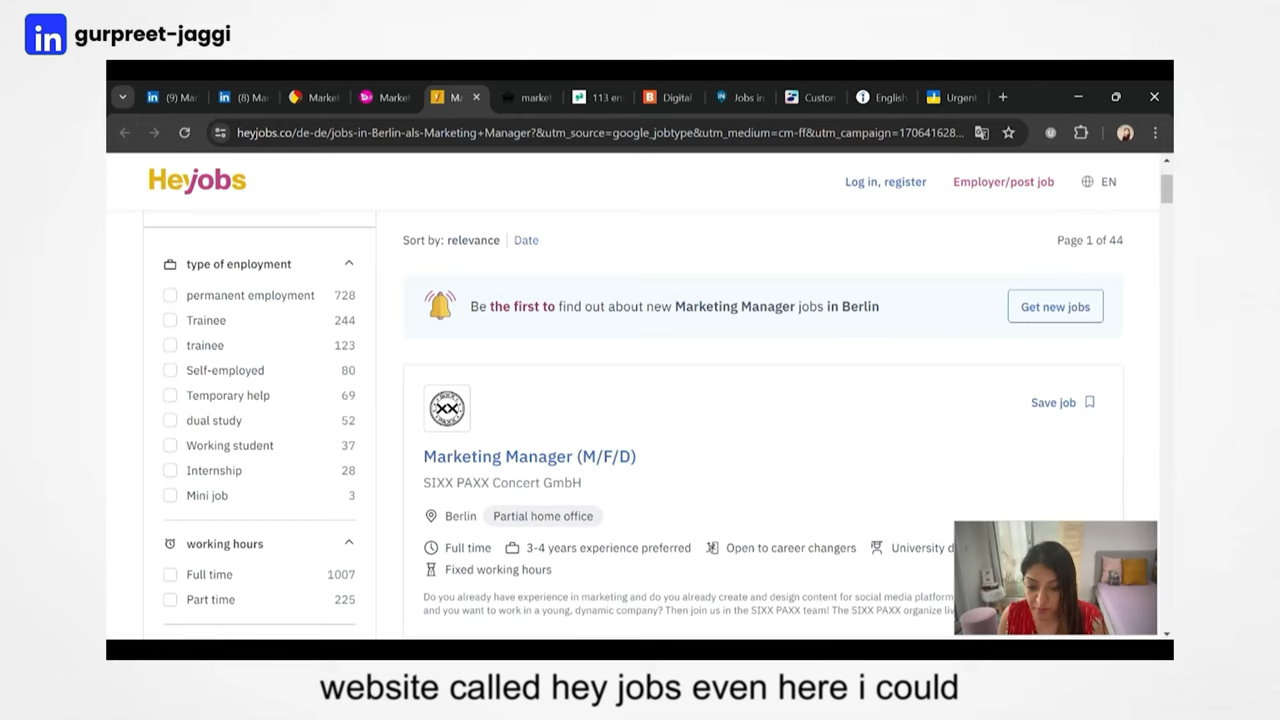 in gurpreet-jaggi
in (9) Mar
in (8) Mar
Market
Market
Ma
market
113 en
Digital
Jobs in
Custon
English
Urgent
heyjobs.co/de-de/jobs-in-Berlin-als-Marketing+Manager?&utm_source=google_jobtype&utm_medium=cm-ff&utm_campaign=170641628...
Heyjobs
Log in, register
Employer/post job
EN
Sort by: relevance | Date
Page 1 of 44
type of enployment
permanent employment 728
Trainee 244
trainee 123
Self-employed 80
Temporary help 69
dual study 52
Working student 37
Internship 28
Mini job 3
working hours
Full time 1007
Part time 225
Be the first to find out about new Marketing Manager jobs in Berlin
Get new jobs
Save job
Marketing Manager (M/F/D)
SIXX PAXX Concert GmbH
Berlin Partial home office
Full time 3-4 years experience preferred Open to career changers University d
Fixed working hours
Do you already have experience in marketing and do you already create and design content for social media platform
and you want to work in a young, dynamic company? Then join us in the SIXX PAXX team! The SIXX PAXX organize liv
website called hey jobs even here i could